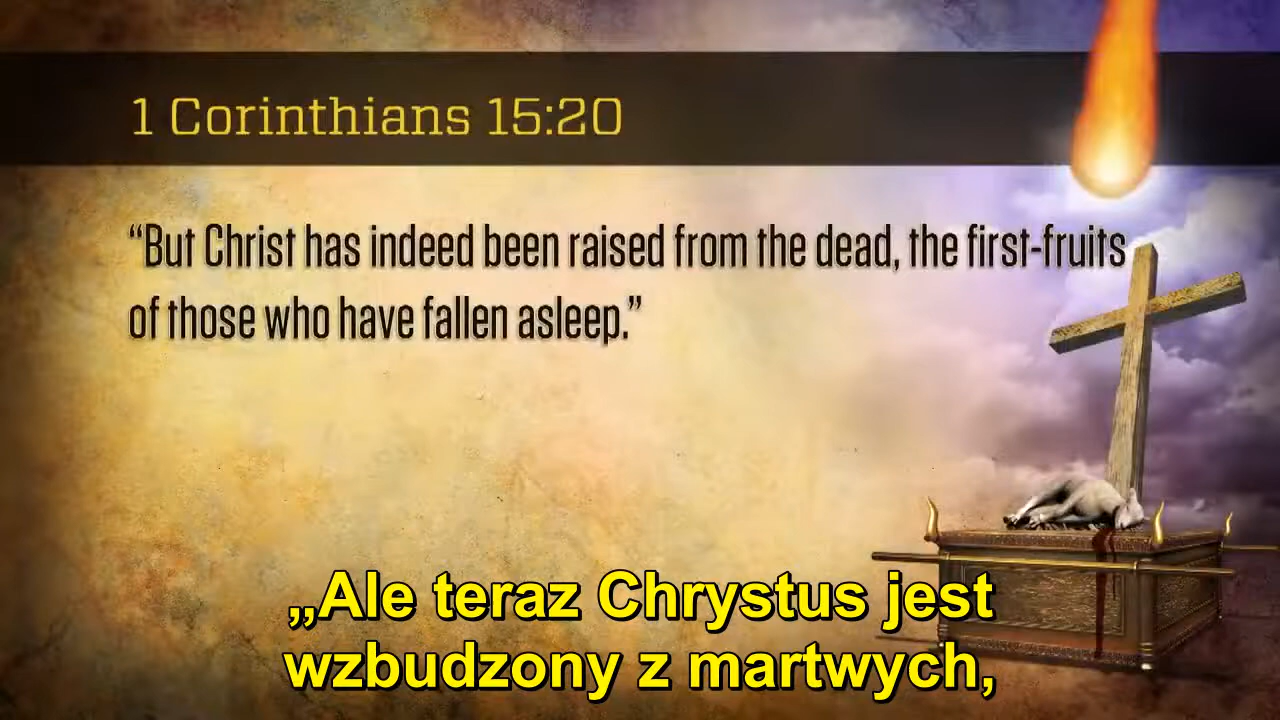 1 Corinthians 15:20
“But Christ has indeed been raised from the dead, the first-fruits
of those who have fallen asleep.”
„Ale teraz Chrystus jest
wzbudzony z martwych,